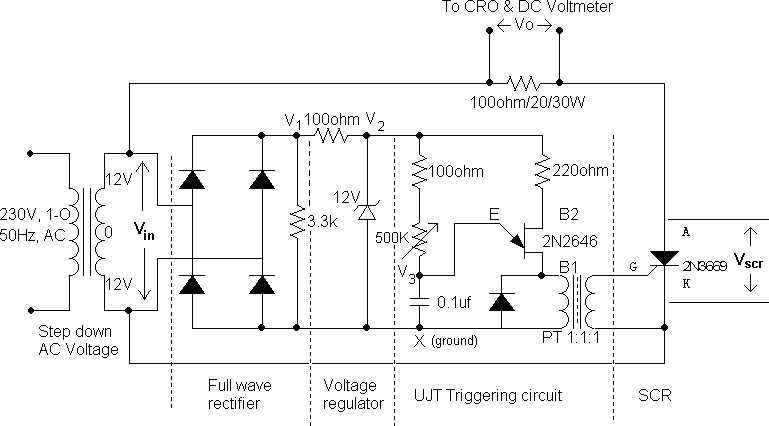 To CRO & DC Voltmeter
Vo
100ohm/20/30W
V1 100ohm V2
12V
230V, 1-O
50Hz, AC
0
Vin
12V
3.3k
12V
100ohm
220ohm
500K
V3
0.1uf
E
B2
2N2646
B1
PT 1:1:1
G
A
2N3669
K
Vscr
X (ground)
Step down
AC Voltage
Full wave
rectifier
Voltage
regulator
UJT Triggering circuit
SCR